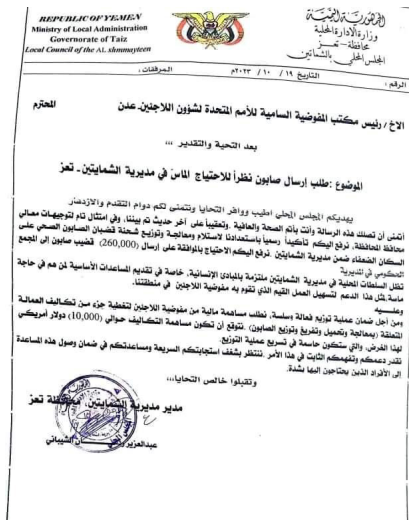 REPUBLIC OF YEMEN
Ministry of Local Administration
Governorate of Taiz
Local Council of the AL shmmayteen
الجمهورية اليمنية
وزارة الإدارة المحلية
محافظة - تعز
المجلس المحلي بالشمايتين
التاريخ ١٩ / ١٠ / ٢٠٢٣م المرفقات :
الاخ / رئيس مكتب المفوضية السامية للأمم المتحدة لشؤون اللاجئين - عدن المحترم
بعد التحية والتقدير ،،،
الموضوع : طلب إرسال صابون نظراً للاحتياج الماس في مديرية الشمايتين - تعز
يهديكم المجلس المحلي اطيب ووافر التحايا ونتمنى لكم دوام التقدم والازدهار
أتمنى أن تصلك هذه الرسالة وأنت بأتم الصحة والعافية . وتعقيباً على أخر حديث تم بيننا، وفي امتثال تام لتوجيهات معالي
محافظ المحافظة، نرفع اليكم تأكيداً رسمياً باستعدادنا لاستلام ومعالجة وتوزيع شحنة قضبان الصابون الصحي على
السكان الضعفاء ضمن مديرية الشمايتين. نرفع اليكم الاحتياج بالموافقة على إرسال (260,000) قضيب صابون إلى المجمع
الحكومي في المديرية
تظل السلطات المحلية في مديرية الشمايتين ملتزمة بالمبادئ الإنسانية، خاصة في تقديم المساعدات الأساسية لمن هم في حاجة
ماسة لمثل هذا الدعم لتسهيل العمل القيم الذي تقوم به مفوضية اللاجئين في منطقتنا.
وعليه
ومن أجل ضمان عملية توزيع فعالة وسلسة، نطلب مساهمة مالية من مفوضية اللاجئين لتغطية جزء من تكاليف العمالة
المتعلقة (بمعالجة وتحميل وتفريغ وتوزيع الصابون). نتوقع أن تكون مساهمة التكاليف حوالي (10,000) دولار أمريكي
لهذا الغرض، والتي ستكون حاسمة في تسريع عملية التوزيع.
نقدر دعمكم وتفهمكم الثابت في هذا الأمر. ننتظر بشغف استجابتكم السريعة ومساعدتكم في ضمان وصول هذه المساعدة
إلى الأفراد الذين يحتاجون إليها بشدة.
وتقبلوا خالص التحايا،،،
مدير مديرية الشمايتين، محافظة تعز
عبدالعزيز الشيباني